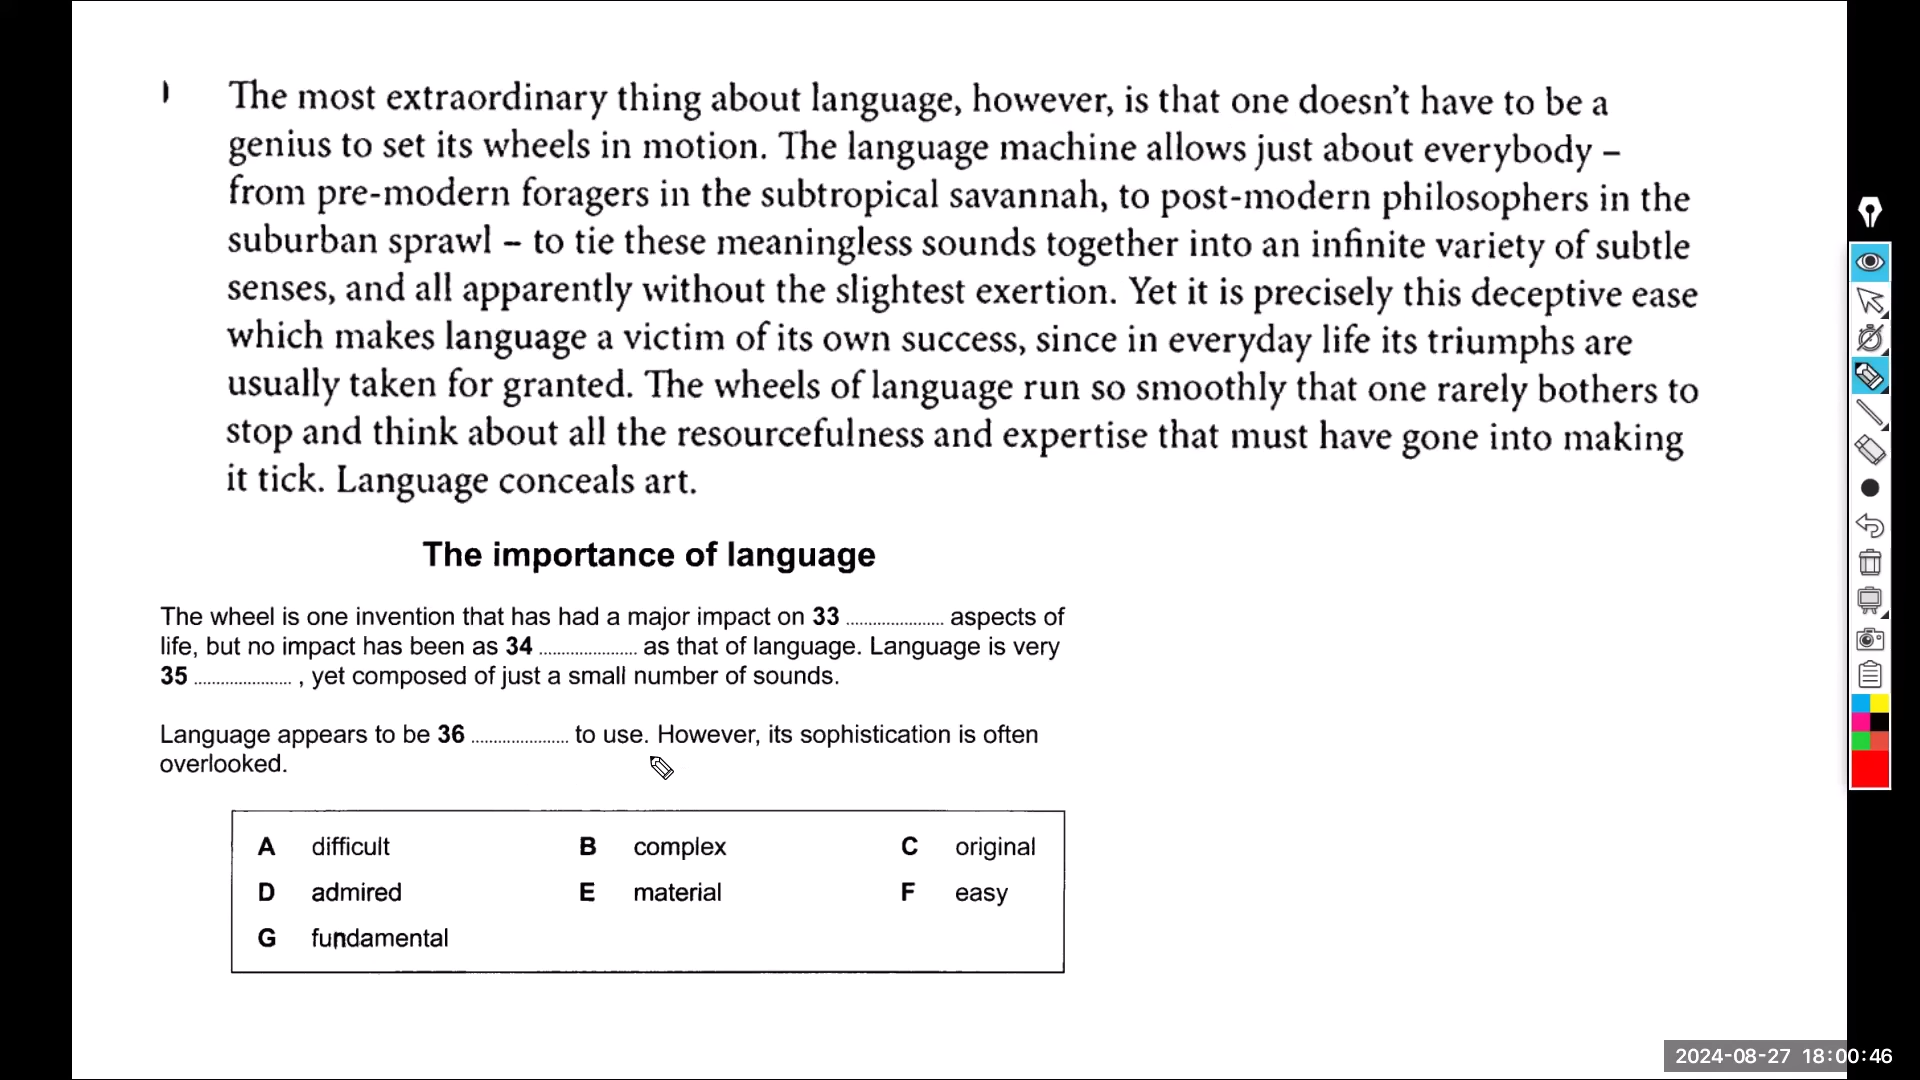 The most extraordinary thing about language, however, is that one doesn’t have to be a
genius to set its wheels in motion. The language machine allows just about everybody –
from pre-modern foragers in the subtropical savannah, to post-modern philosophers in the
suburban sprawl – to tie these meaningless sounds together into an infinite variety of subtle
senses, and all apparently without the slightest exertion. Yet it is precisely this deceptive ease
which makes language a victim of its own success, since in everyday life its triumphs are
usually taken for granted. The wheels of language run so smoothly that one rarely bothers to
stop and think about all the resourcefulness and expertise that must have gone into making
it tick. Language conceals art.
The importance of language
The wheel is one invention that has had a major impact on 33 ...................... aspects of
life, but no impact has been as 34 ...................... as that of language. Language is very
35 ...................... , yet composed of just a small number of sounds.
Language appears to be 36 ...................... to use. However, its sophistication is often
overlooked.
A difficult B complex C original
D admired E material F easy
G fundamental
2024-08-27 18:00:46